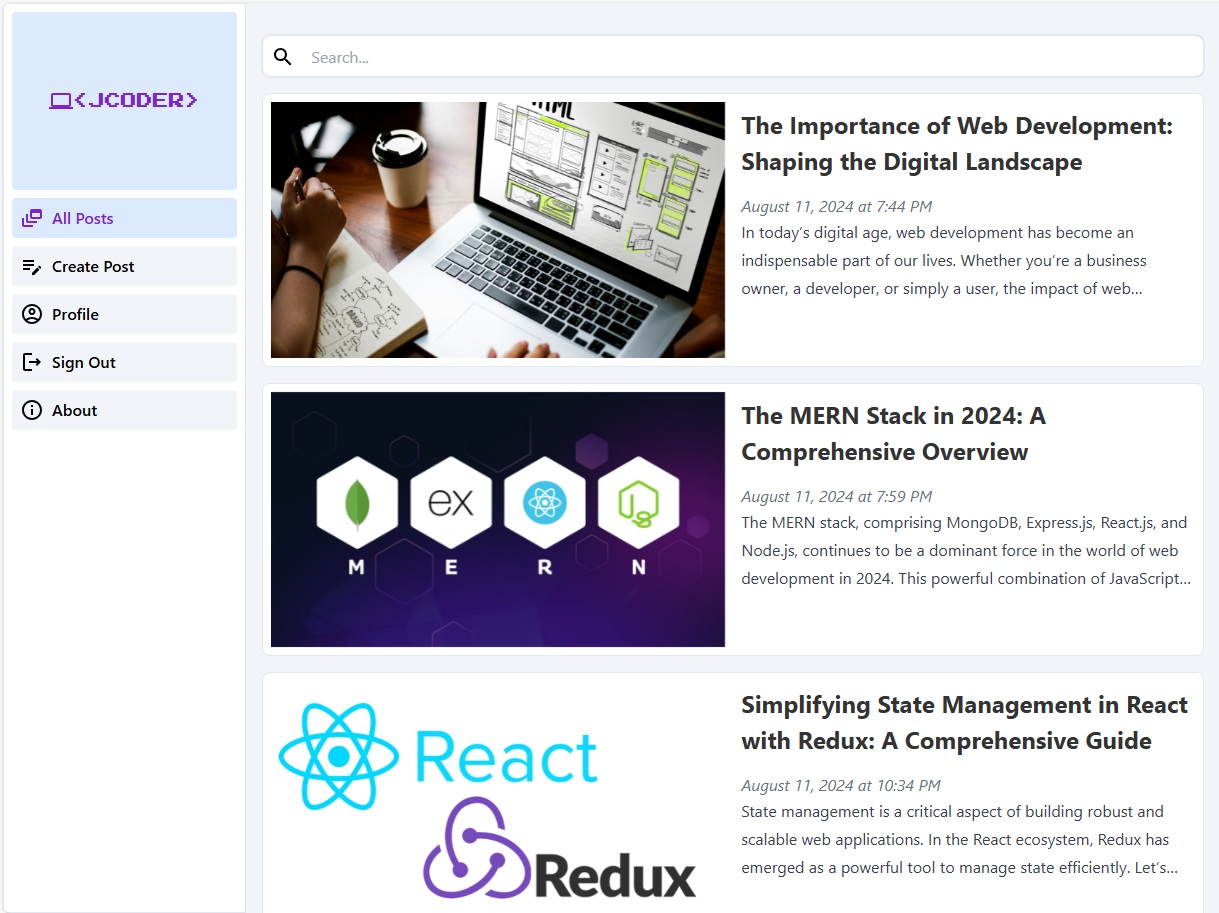 <JCODER>
All Posts
Create Post
Profile
Sign Out
About
Search...
HTML
The Importance of Web Development:
Shaping the Digital Landscape
August 11, 2024 at 7:44 PM
In today’s digital age, web development has become an
indispensable part of our lives. Whether you’re a business
owner, a developer, or simply a user, the impact of web...
ex
M E R N
The MERN Stack in 2024: A
Comprehensive Overview
August 11, 2024 at 7:59 PM
The MERN stack, comprising MongoDB, Express.js, React.js, and
Node.js, continues to be a dominant force in the world of web
development in 2024. This powerful combination of JavaScript...
React
Redux
Simplifying State Management in React
with Redux: A Comprehensive Guide
August 11, 2024 at 10:34 PM
State management is a critical aspect of building robust and
scalable web applications. In the React ecosystem, Redux has
emerged as a powerful tool to manage state efficiently. Let’s...